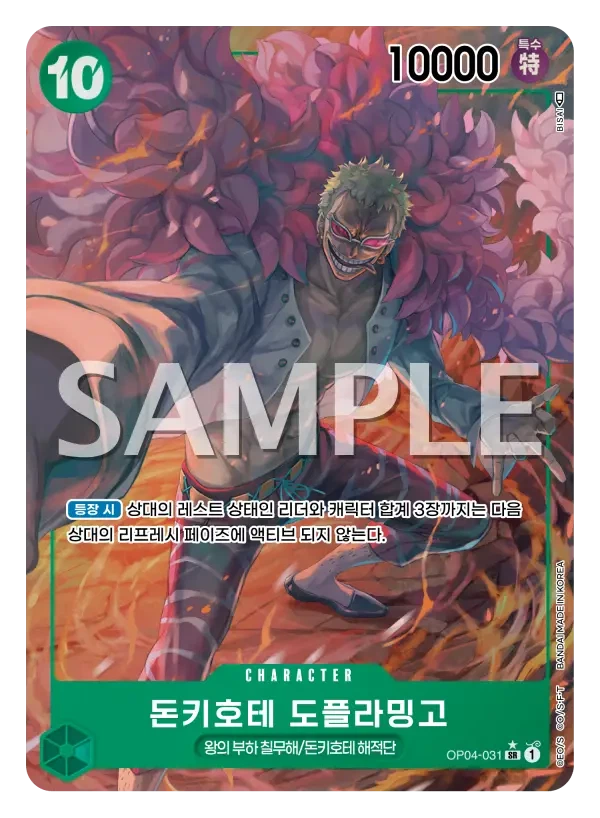 10
10000
특수
特
BISAI
SAMPLE
등장 시 상대의 레스트 상태인 리더와 캐릭터 합계 3장까지는 다음
상대의 리프레시 페이즈에 액티브 되지 않는다.
CHARACTER
돈키호테 도플라밍고
왕의 부하 칠무해/돈키호테 해적단
OP04-031 SR 1
©EO/S ©O/S·F·T BANDAI MADE IN KOREA